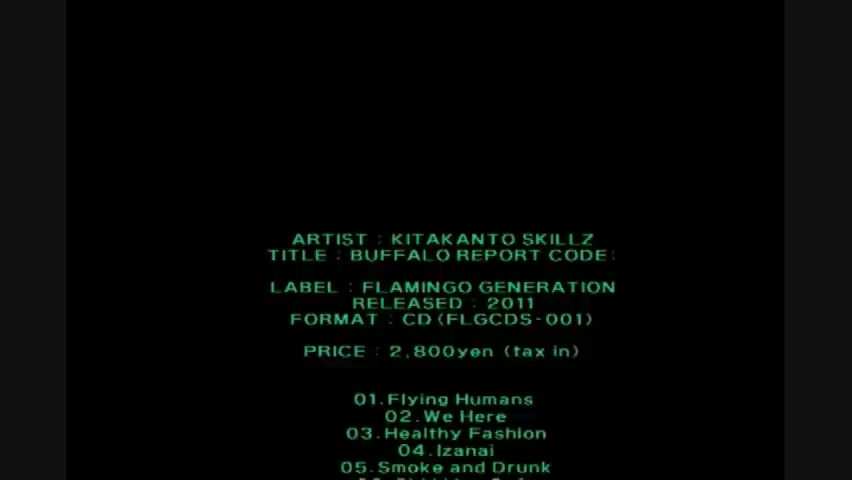 ARTIST : KITAKANTO SKILLZ
TITLE : BUFFALO REPORT CODE:
LABEL : FLAMINGO GENERATION
RELEASED : 2011
FORMAT : CD (FLGCDS-001)
PRICE : 2,800yen (tax in)
01.Flying Humans
02.We Here
03.Healthy Fashion
04.Izanai
05.Smoke and Drunk